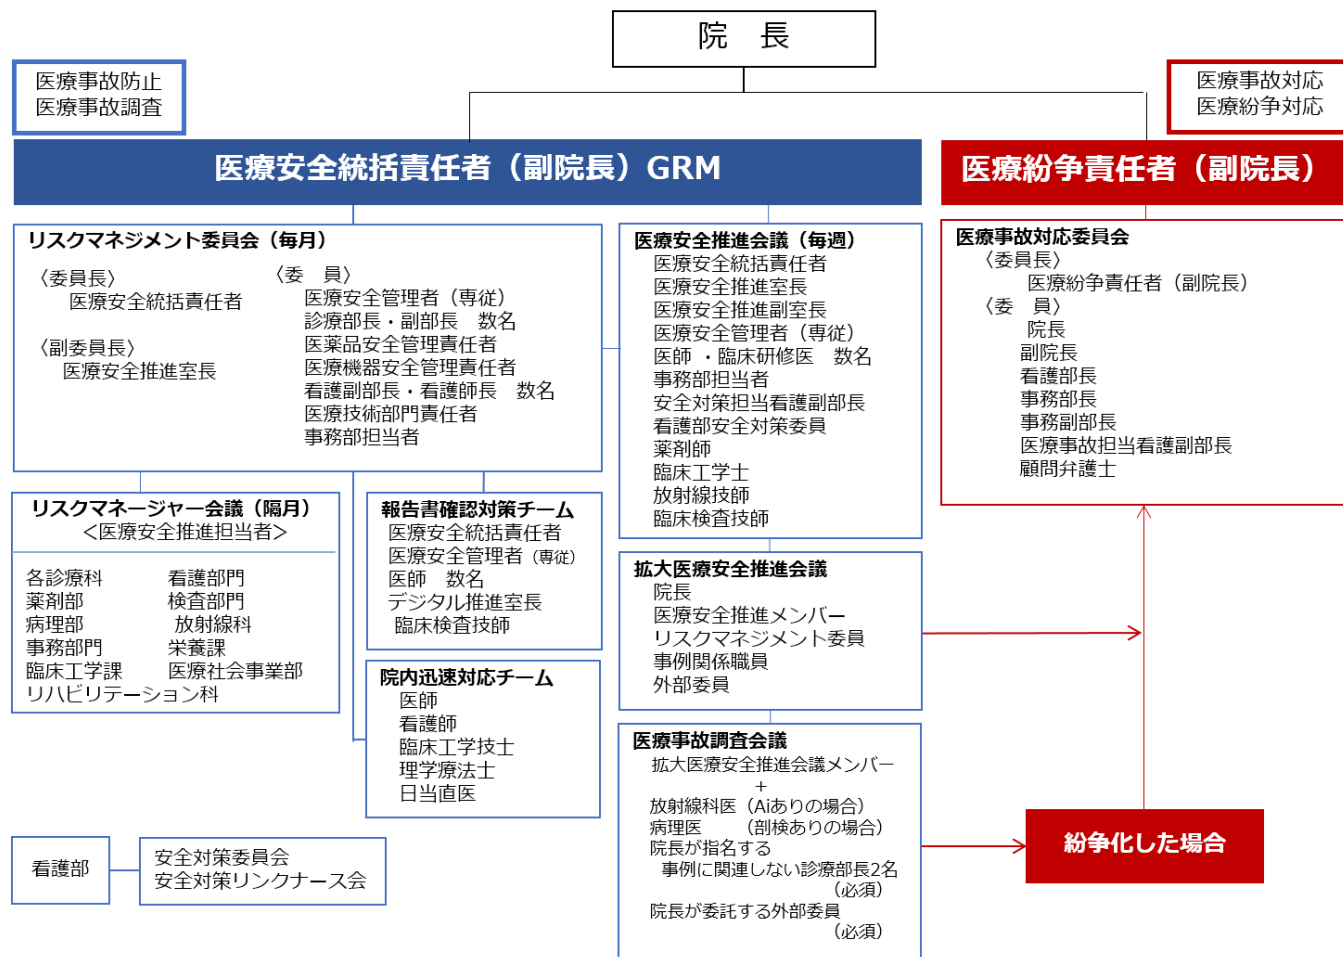 院　長
医療事故防止
医療事故調査
医療事故対応
医療紛争対応
医療安全統括責任者（副院長）GRM
医療紛争責任者（副院長）
リスクマネジメント委員会（毎月）
〈委員長〉
医療安全統括責任者
〈副委員長〉
医療安全推進室長
〈委　員〉
医療安全管理者（専従）
診療部長・副部長　数名
医薬品安全管理責任者
医療機器安全管理責任者
看護副部長・看護師長　数名
医療技術部門責任者
事務部担当者
医療安全推進会議（毎週）
医療安全統括責任者
医療安全推進室長
医療安全推進副室長
医療安全管理者（専従）
医師 ・臨床研修医　数名
事務部担当者
安全対策担当看護副部長
看護部安全対策委員
薬剤師
臨床工学士
放射線技師
臨床検査技師
医療事故対応委員会
〈委員長〉
医療紛争責任者（副院長）
〈委　員〉
院長
副院長
看護部長
事務部長
事務副部長
医療事故担当看護副部長
顧問弁護士
リスクマネージャー会議（隔月）
＜医療安全推進担当者＞
各診療科　看護部門
薬剤部　検査部門
病理部　放射線科
事務部門　栄養課
臨床工学課　医療社会事業部
リハビリテーション科
報告書確認対策チーム
医療安全統括責任者
医療安全管理者（専従）
医師　数名
デジタル推進室長
臨床検査技師
院内迅速対応チーム
医師
看護師
臨床工学技士
理学療法士
日当直医
拡大医療安全推進会議
院長
医療安全推進メンバー
リスクマネジメント委員
事例関係職員
外部委員
医療事故調査会議
拡大医療安全推進会議メンバー
+
放射線科医（Aiありの場合）
病理医　（剖検ありの場合）
院長が指名する
事例に関連しない診療部長2名
（必須）
院長が委託する外部委員
（必須）
紛争化した場合
看護部
安全対策委員会
安全対策リンクナース会